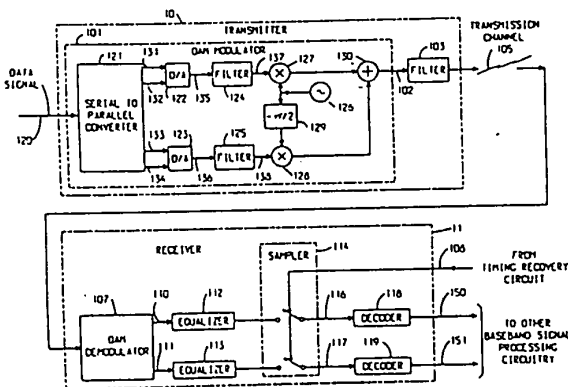 10
TRANSMITTER
101
QAM MODULATOR
TRANSMISSION
CHANNEL
105
121
131
137
127
130
103
DATA
SIGNAL
SERIAL TO
PARALLEL
CONVERTER
D/A
FILTER
FILTER
132
122
135
124
126
102
120
-π/2
129
133
123
125
D/A
FILTER
134
136
138
128
RECEIVER
11
SAMPLER
114
106
FROM
TIMING RECOVERY
CIRCUIT
107
110
112
116
118
150
QAM
DEMODULATOR
EQUALIZER
DECODER
TO OTHER
BASEBAND SIGNAL
PROCESSING
CIRCUITRY
111
113
117
119
151
EQUALIZER
DECODER